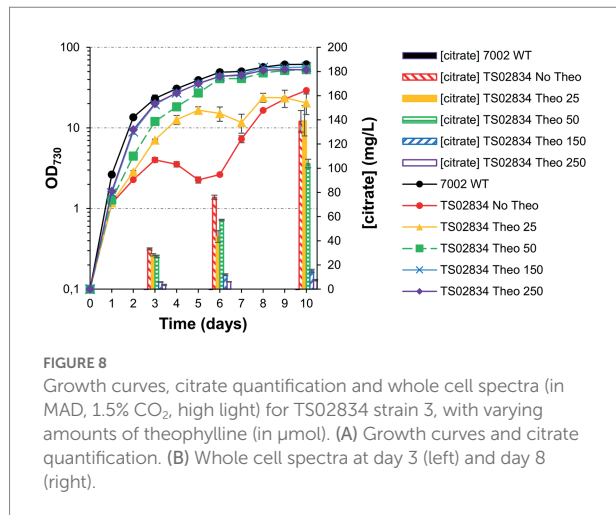 100
10
1
0,1
OD730
200
180
160
140
120
100
80
60
40
20
0
[citrate] (mg/L)
0 1 2 3 4 5 6 7 8 9 10
Time (days)
[citrate] 7002 WT
[citrate] TS02834 No Theo
[citrate] TS02834 Theo 25
[citrate] TS02834 Theo 50
[citrate] TS02834 Theo 150
[citrate] TS02834 Theo 250
7002 WT
TS02834 No Theo
TS02834 Theo 25
TS02834 Theo 50
TS02834 Theo 150
TS02834 Theo 250
FIGURE 8
Growth curves, citrate quantification and whole cell spectra (in
MAD, 1.5% CO₂, high light) for TS02834 strain 3, with varying
amounts of theophylline (in μmol). (A) Growth curves and citrate
quantification. (B) Whole cell spectra at day 3 (left) and day 8
(right).